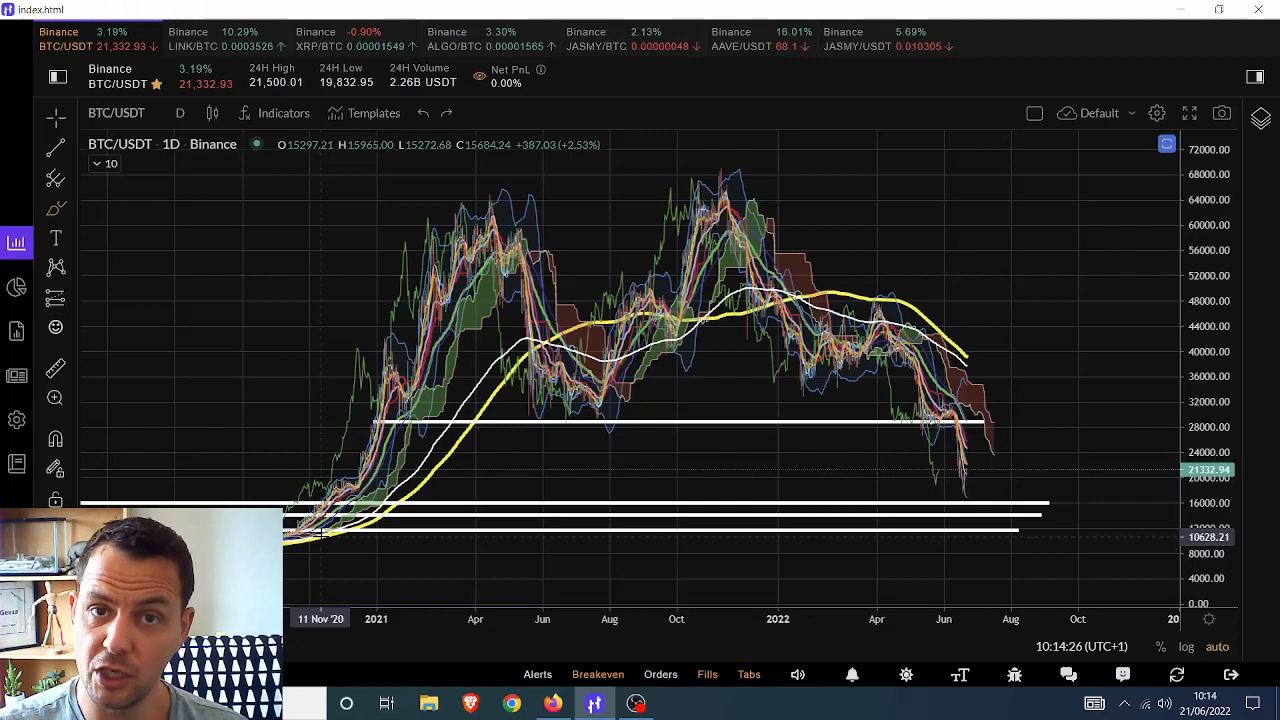 index.html
Binance 3.19% Binance 10.29% Binance -0.90% Binance 3.30% Binance 2.13% Binance 16.01% Binance 5.69%
BTC/USDT 21,332.93 LINK/BTC 0.0003526 XRP/BTC 0.00001549 ALGO/BTC 0.00001565 JASMY/BTC 0.00000048 AAVE/USDT 68.1 JASMY/USDT 0.010305
Binance 3.19% 24H High 24H Low 24H Volume Net PnL
BTC/USDT 21,332.93 21,500.01 19,832.95 2.26B USDT 0.00%
BTC/USDT D Indicators Templates Default
BTC/USDT · 1D · Binance O15297.21 H15965.00 L15272.68 C15684.24 +387.03 (+2.53%)
10
72000.00
68000.00
64000.00
60000.00
56000.00
52000.00
48000.00
44000.00
40000.00
36000.00
32000.00
28000.00
24000.00
21332.94
20000.00
16000.00
12000.00
10628.21
8000.00
4000.00
0.00
11 Nov '20 2021 Apr Jun Aug Oct 2022 Apr Jun Aug Oct 20
10:14:26 (UTC+1) % log auto
Alerts Breakeven Orders Fills Tabs
10:14
21/06/2022
Geeza